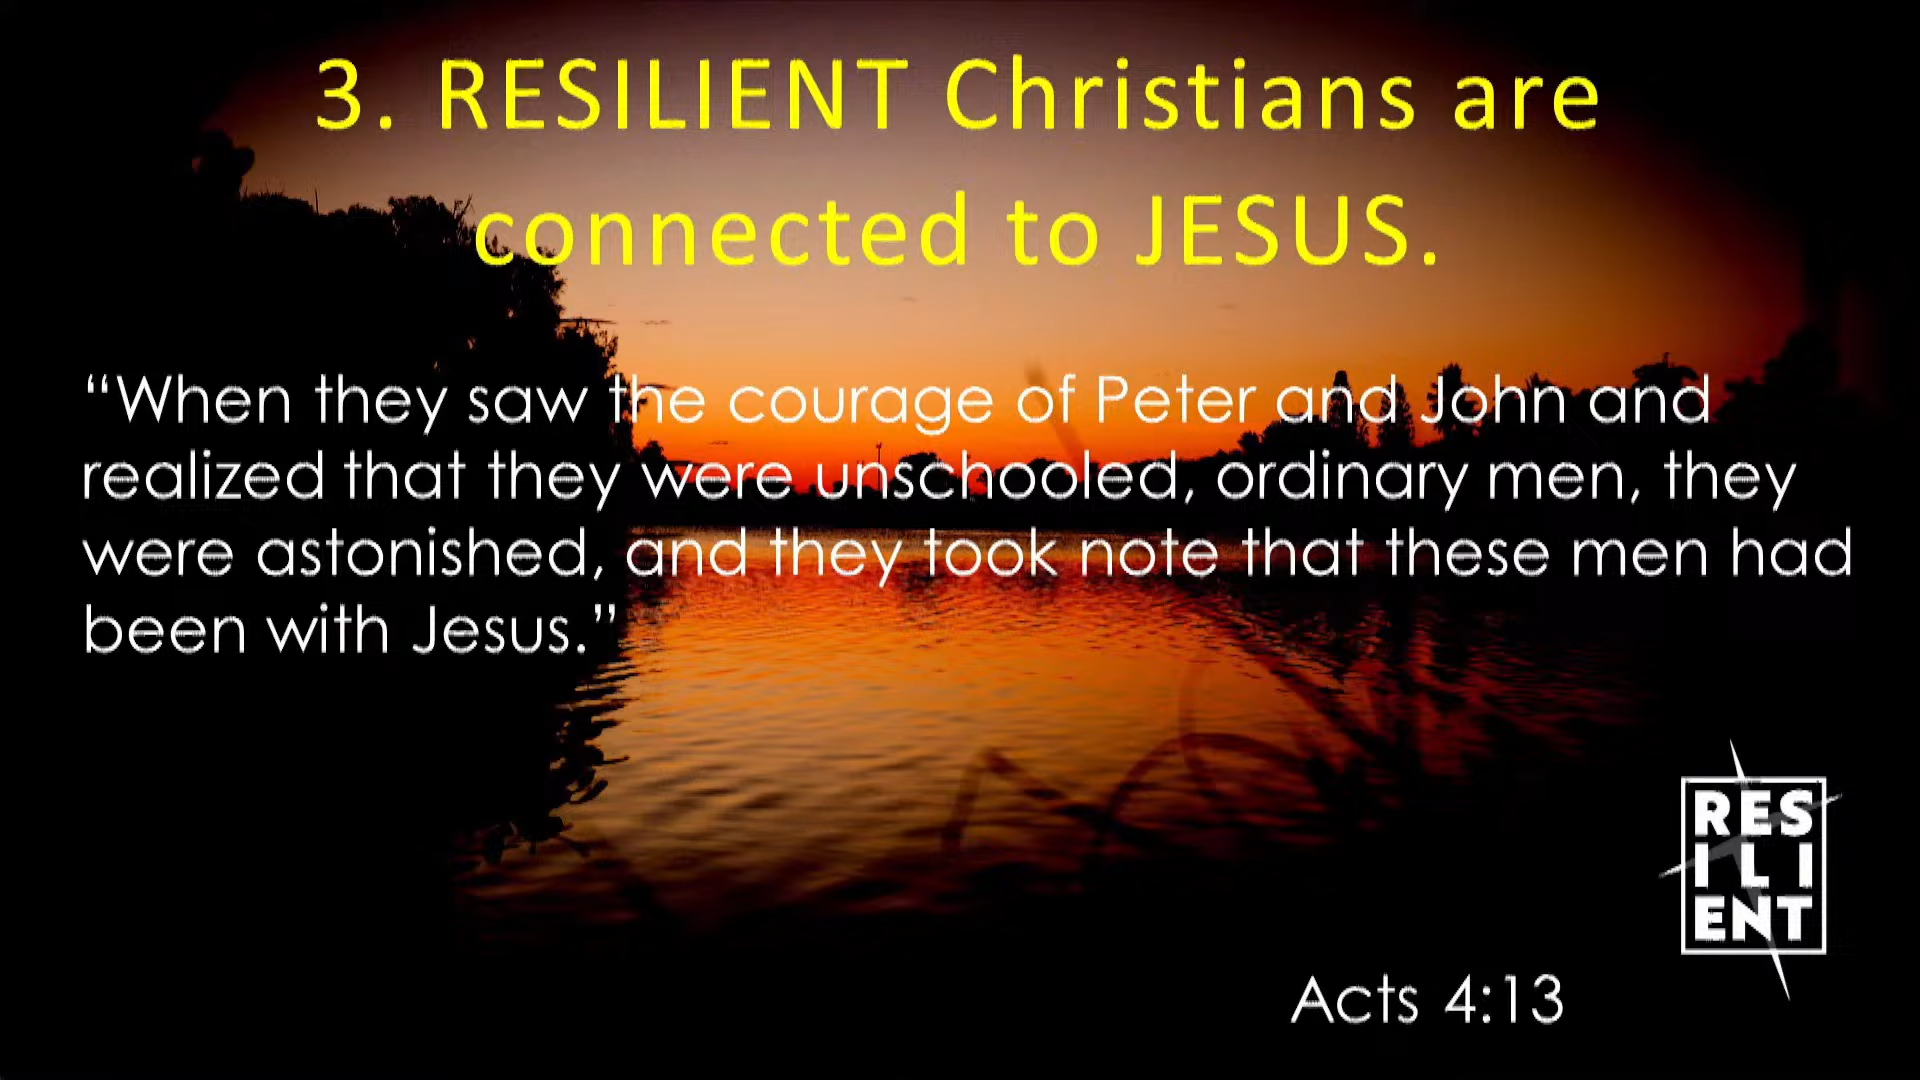 3. RESILIENT Christians are
connected to JESUS.
“When they saw the courage of Peter and John and
realized that they were unschooled, ordinary men, they
were astonished, and they took note that these men had
been with Jesus.”
RES
ILI
ENT
Acts 4:13